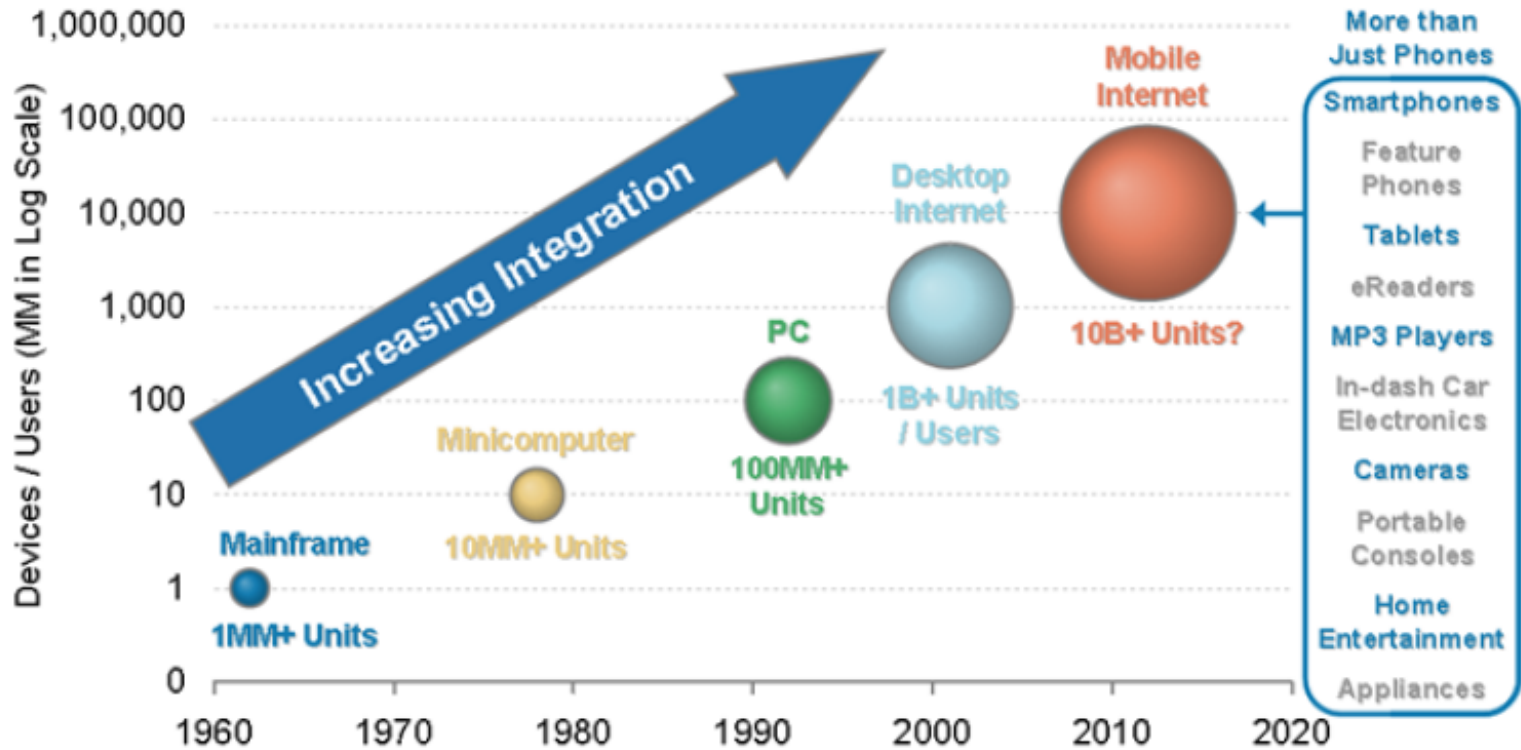 Devices / Users (MM in Log Scale)
1,000,000
100,000
10,000
1,000
100
10
1
0
1960
1970
1980
1990
2000
2010
2020
Increasing Integration
Mainframe
1MM+ Units
Minicomputer
10MM+ Units
PC
100MM+
Units
Desktop
Internet
1B+ Units
/ Users
Mobile
Internet
10B+ Units?
More than
Just Phones
Smartphones
Feature
Phones
Tablets
eReaders
MP3 Players
In-dash Car
Electronics
Cameras
Portable
Consoles
Home
Entertainment
Appliances